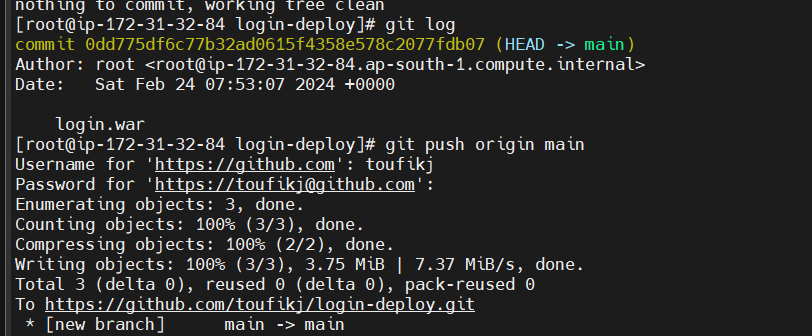 nothing to commit, working tree clean
[root@ip-172-31-32-84 login-deploy]# git log
commit 0dd775df6c77b32ad0615f4358e578c2077fdb07 (HEAD -> main)
Author: root <root@ip-172-31-32-84.ap-south-1.compute.internal>
Date:   Sat Feb 24 07:53:07 2024 +0000

    login.war
[root@ip-172-31-32-84 login-deploy]# git push origin main
Username for 'https://github.com': toufikj
Password for 'https://toufikj@github.com':
Enumerating objects: 3, done.
Counting objects: 100% (3/3), done.
Compressing objects: 100% (2/2), done.
Writing objects: 100% (3/3), 3.75 MiB | 7.37 MiB/s, done.
Total 3 (delta 0), reused 0 (delta 0), pack-reused 0
To https://github.com/toufikj/login-deploy.git
 * [new branch]      main -> main